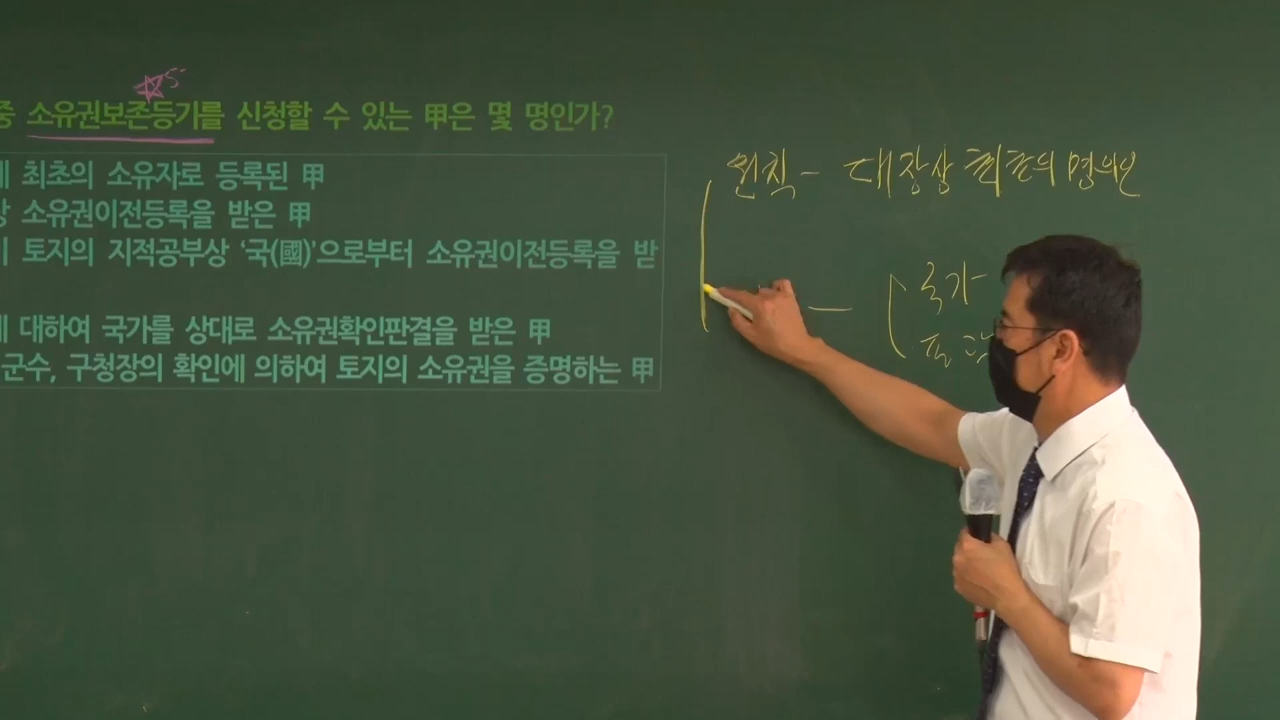 중 소유권보존등기를 신청할 수 있는 甲은 몇 명인가?
에 최초의 소유자로 등록된 甲
상 소유권이전등록을 받은 甲
토지의 지적공부상 ‘국(國)’으로부터 소유권이전등록을 받
에 대하여 국가를 상대로 소유권확인판결을 받은 甲
군수, 구청장의 확인에 의하여 토지의 소유권을 증명하는 甲
원칙 - 대장상 최초의 명의인
국가